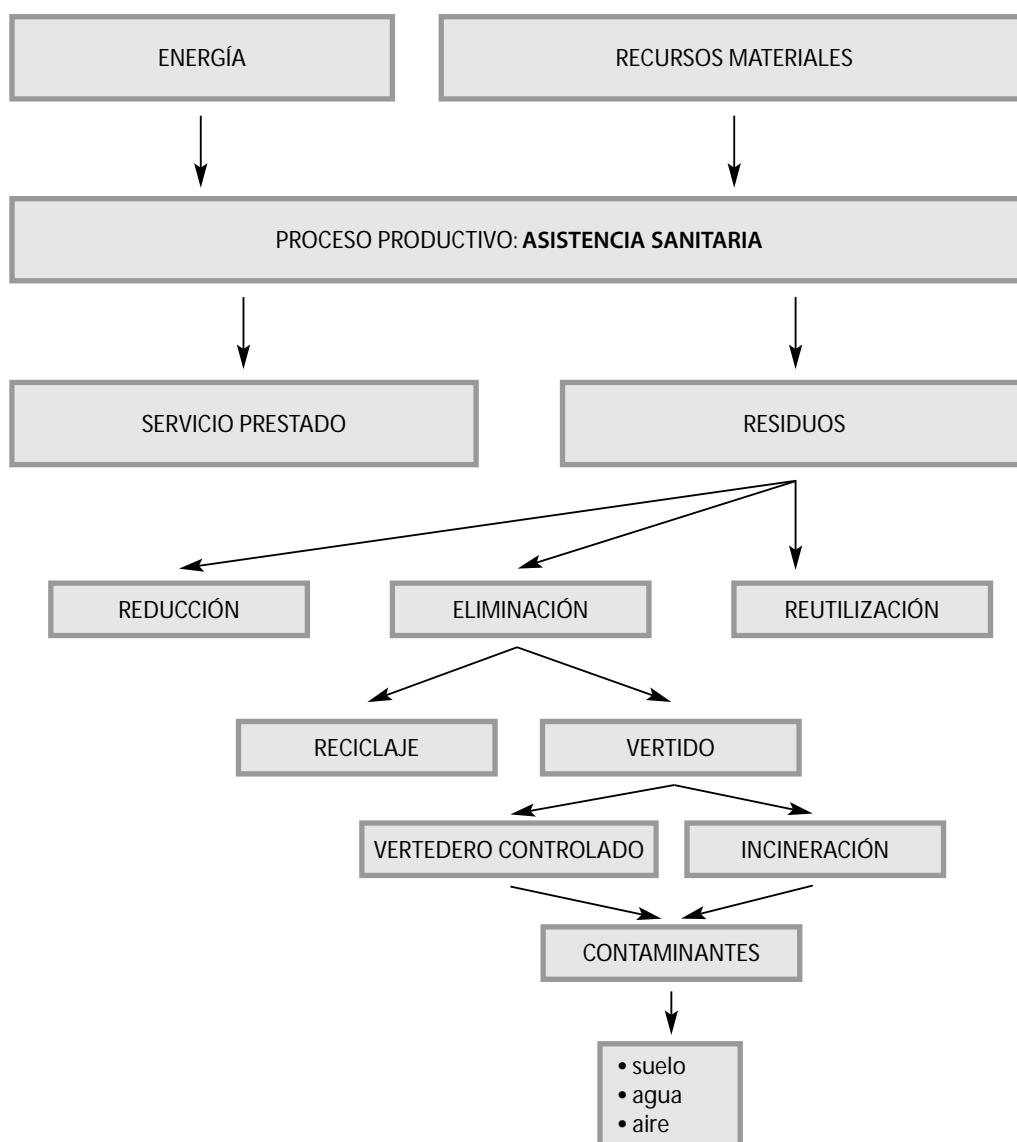 ENERGÍA
RECURSOS MATERIALES
PROCESO PRODUCTIVO: ASISTENCIA SANITARIA
SERVICIO PRESTADO
RESIDUOS
REDUCCIÓN
ELIMINACIÓN
REUTILIZACIÓN
RECICLAJE
VERTIDO
VERTEDERO CONTROLADO
INCINERACIÓN
CONTAMINANTES
• suelo
• agua
• aire